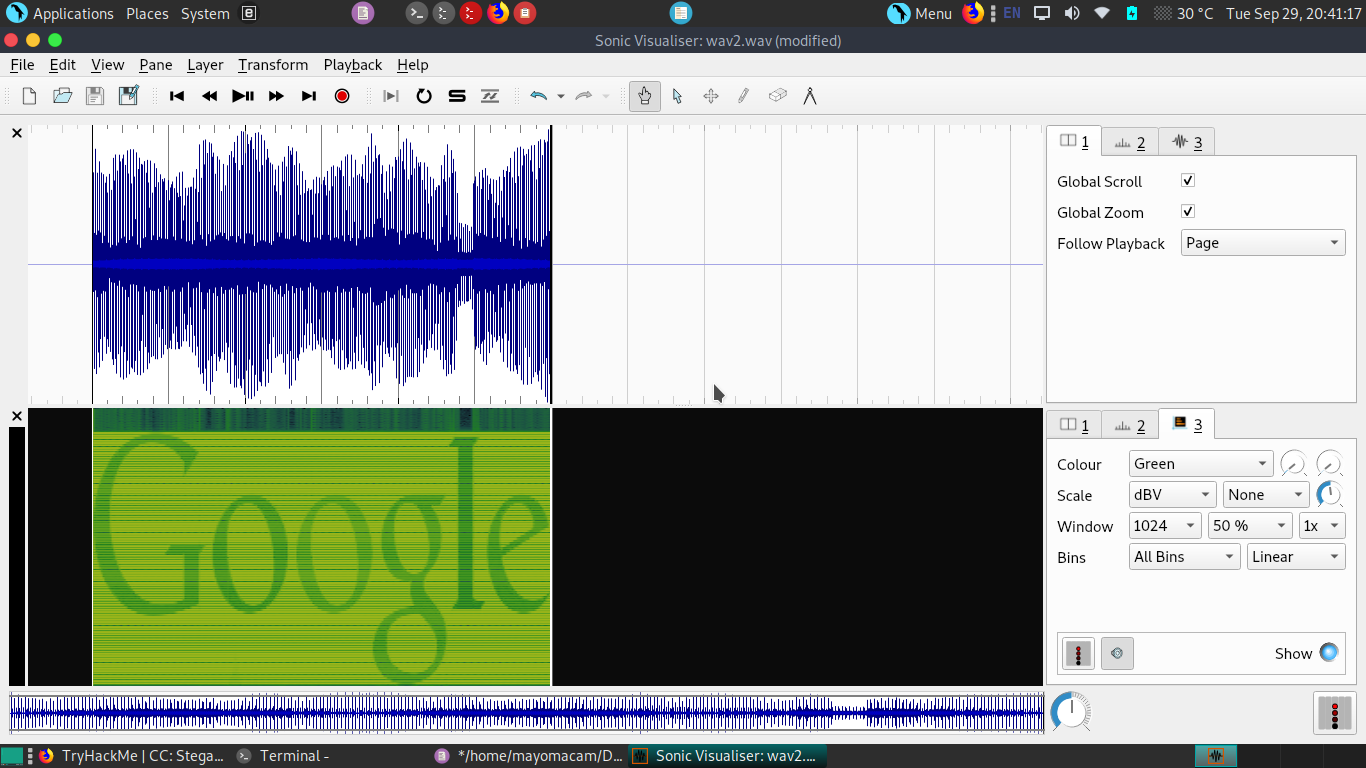 Applications Places System Menu EN 30 °C Tue Sep 29, 20:41:17
Sonic Visualiser: wav2.wav (modified)
File Edit View Pane Layer Transform Playback Help
1 2 3
Global Scroll
Global Zoom
Follow Playback Page
1 2 3
Colour Green
Scale dBV None
Window 1024 50 % 1x
Bins All Bins Linear
Google
Show
TryHackMe | CC: Stega... Terminal - */home/mayomacam/D... Sonic Visualiser: wav2....